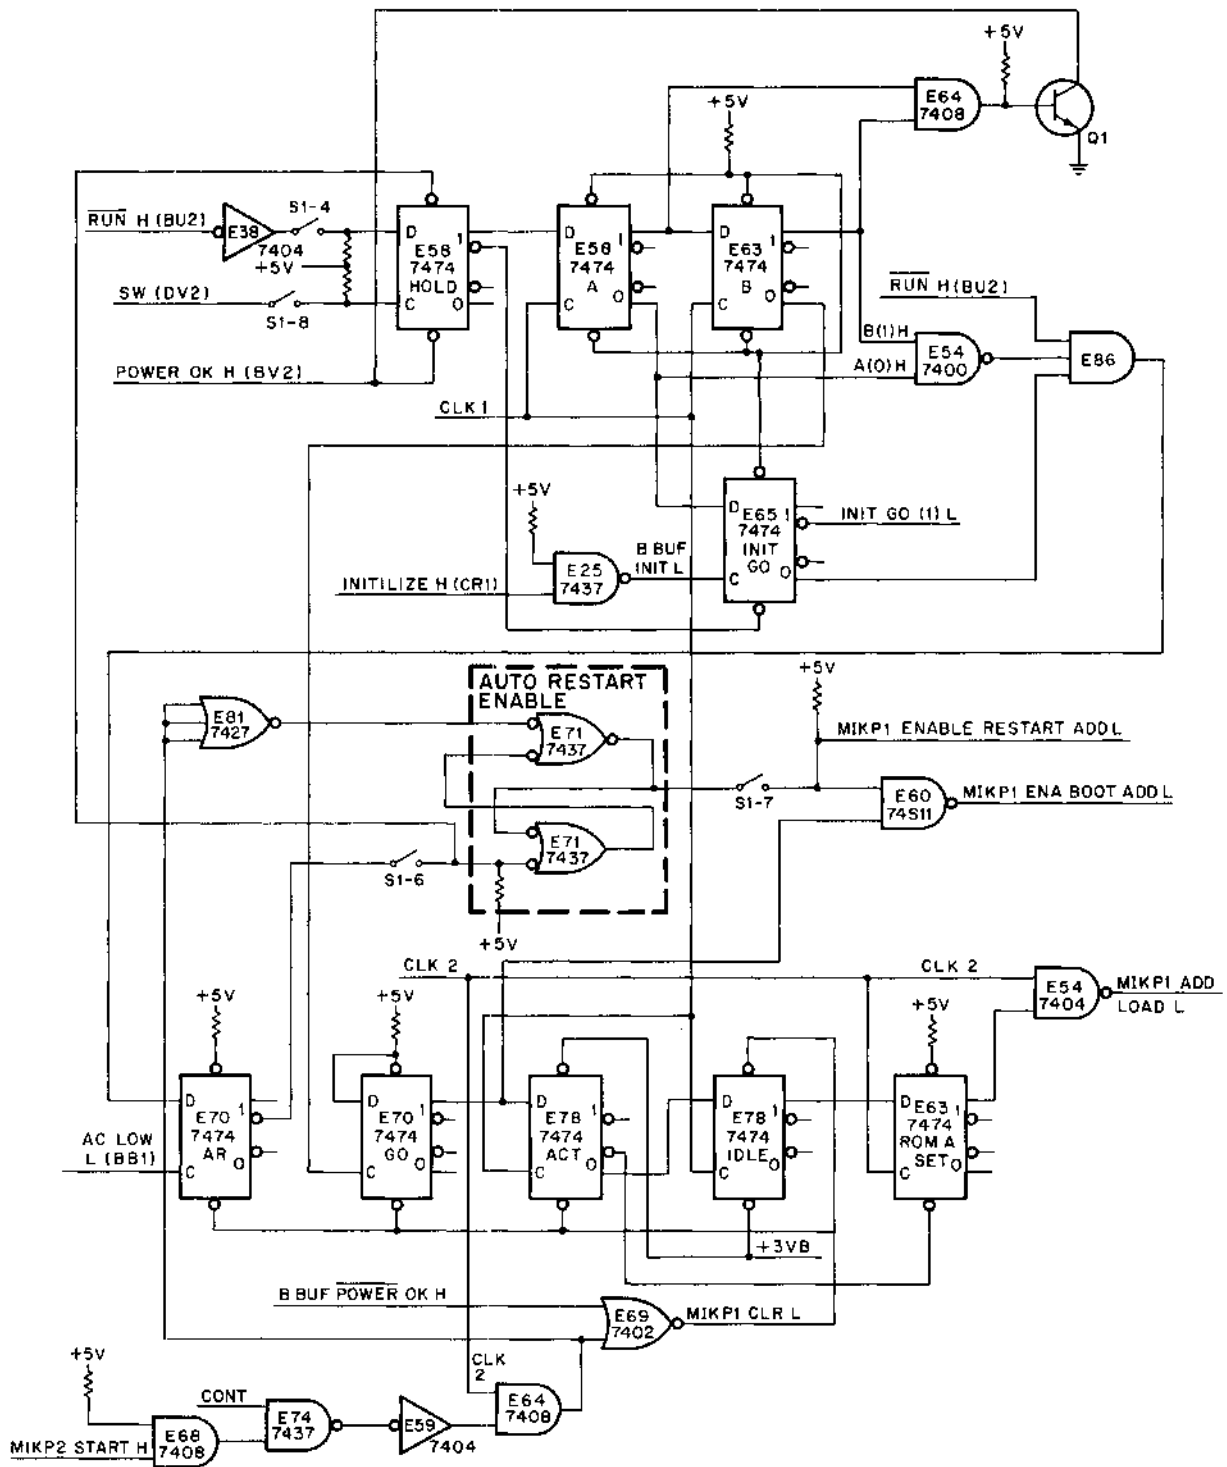 +5V
E64
7408
+5V
Q1
S1-4
RUN H (BU2)
E38
7404
+5V
SW (DV2)
S1-8
D 1
E58
7474
HOLD
C 0
D 1
E58
7474
A
0
D
E63 1
7474
B
0
RUN H (BU2)
B(1) H
E54
7400
A(0) H
E86
POWER OK H (BV2)
CLK 1
+5V
D
E65 1
7474
INIT
GO
C 0
INIT GO (1) L
B BUF
INIT L
E25
7437
INITILIZE H (CR1)
AUTO RESTART
ENABLE
+5V
E81
7427
E71
7437
MIKP1 ENABLE RESTART ADD L
S1-7
E60
74S11
MIKP1 ENA BOOT ADD L
E71
7437
S1-6
+5V
CLK 2
CLK 2
E54
7404
MIKP1 ADD
LOAD L
+5V
+5V
+5V
D 1
E70
7474
AR
0
C
AC LOW
L (BB1)
D 1
E70
7474
GO
C 0
D 1
E78
7474
ACT
C 0
D 1
E78
7474
IDLE
C 0
D
E63 1
7474
ROM A
SET 0
C
+3VB
B BUF POWER OK H
E69
7402
MIKP1 CLR L
+5V
CLK
2
E64
7408
CONT
E74
7437
E59
7404
E68
7408
MIKP2 START H